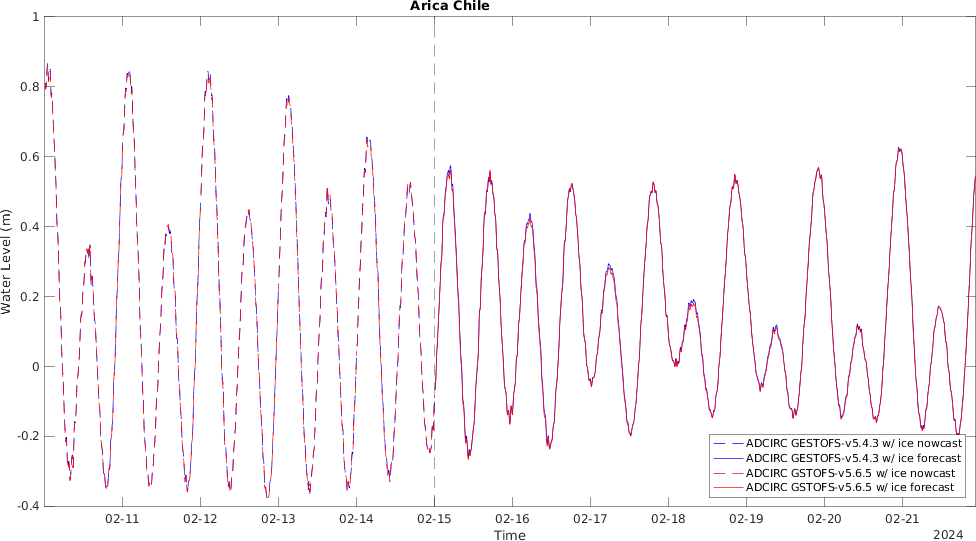 Arica Chile
1
0.8
0.6
0.4
0.2
0
-0.2
-0.4
Water Level (m)
02-11
02-12
02-13
02-14
02-15
02-16
02-17
02-18
02-19
02-20
02-21
Time
2024
ADCIRC GESTOFS-v5.4.3 w/ ice nowcast
ADCIRC GESTOFS-v5.4.3 w/ ice forecast
ADCIRC GSTOFS-v5.6.5 w/ ice nowcast
ADCIRC GSTOFS-v5.6.5 w/ ice forecast